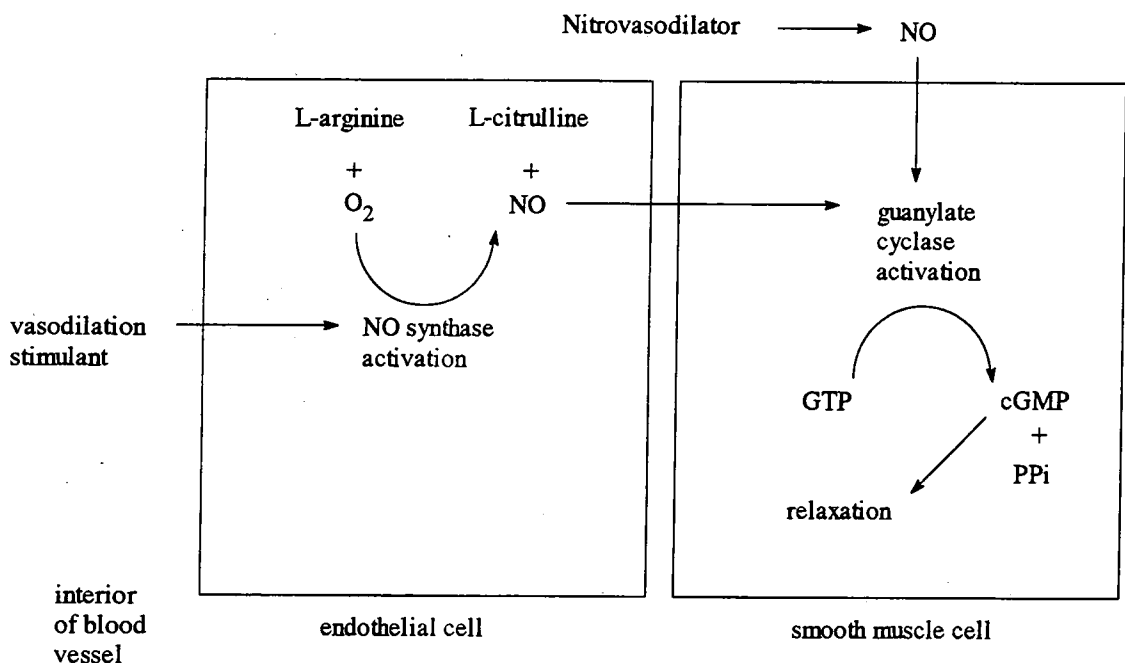 Nitrovasodilator NO
L-arginine L-citrulline
+ +
O2 NO
guanylate
cyclase
activation
vasodilation
stimulant
NO synthase
activation
GTP cGMP
+
PPi
relaxation
interior
of blood
vessel
endothelial cell
smooth muscle cell